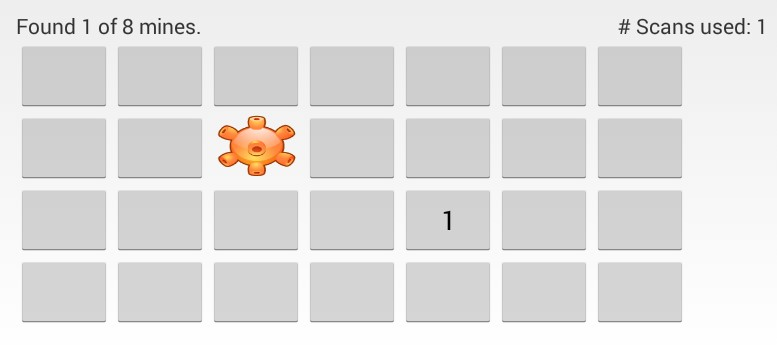 Found 1 of 8 mines.
# Scans used: 1
1